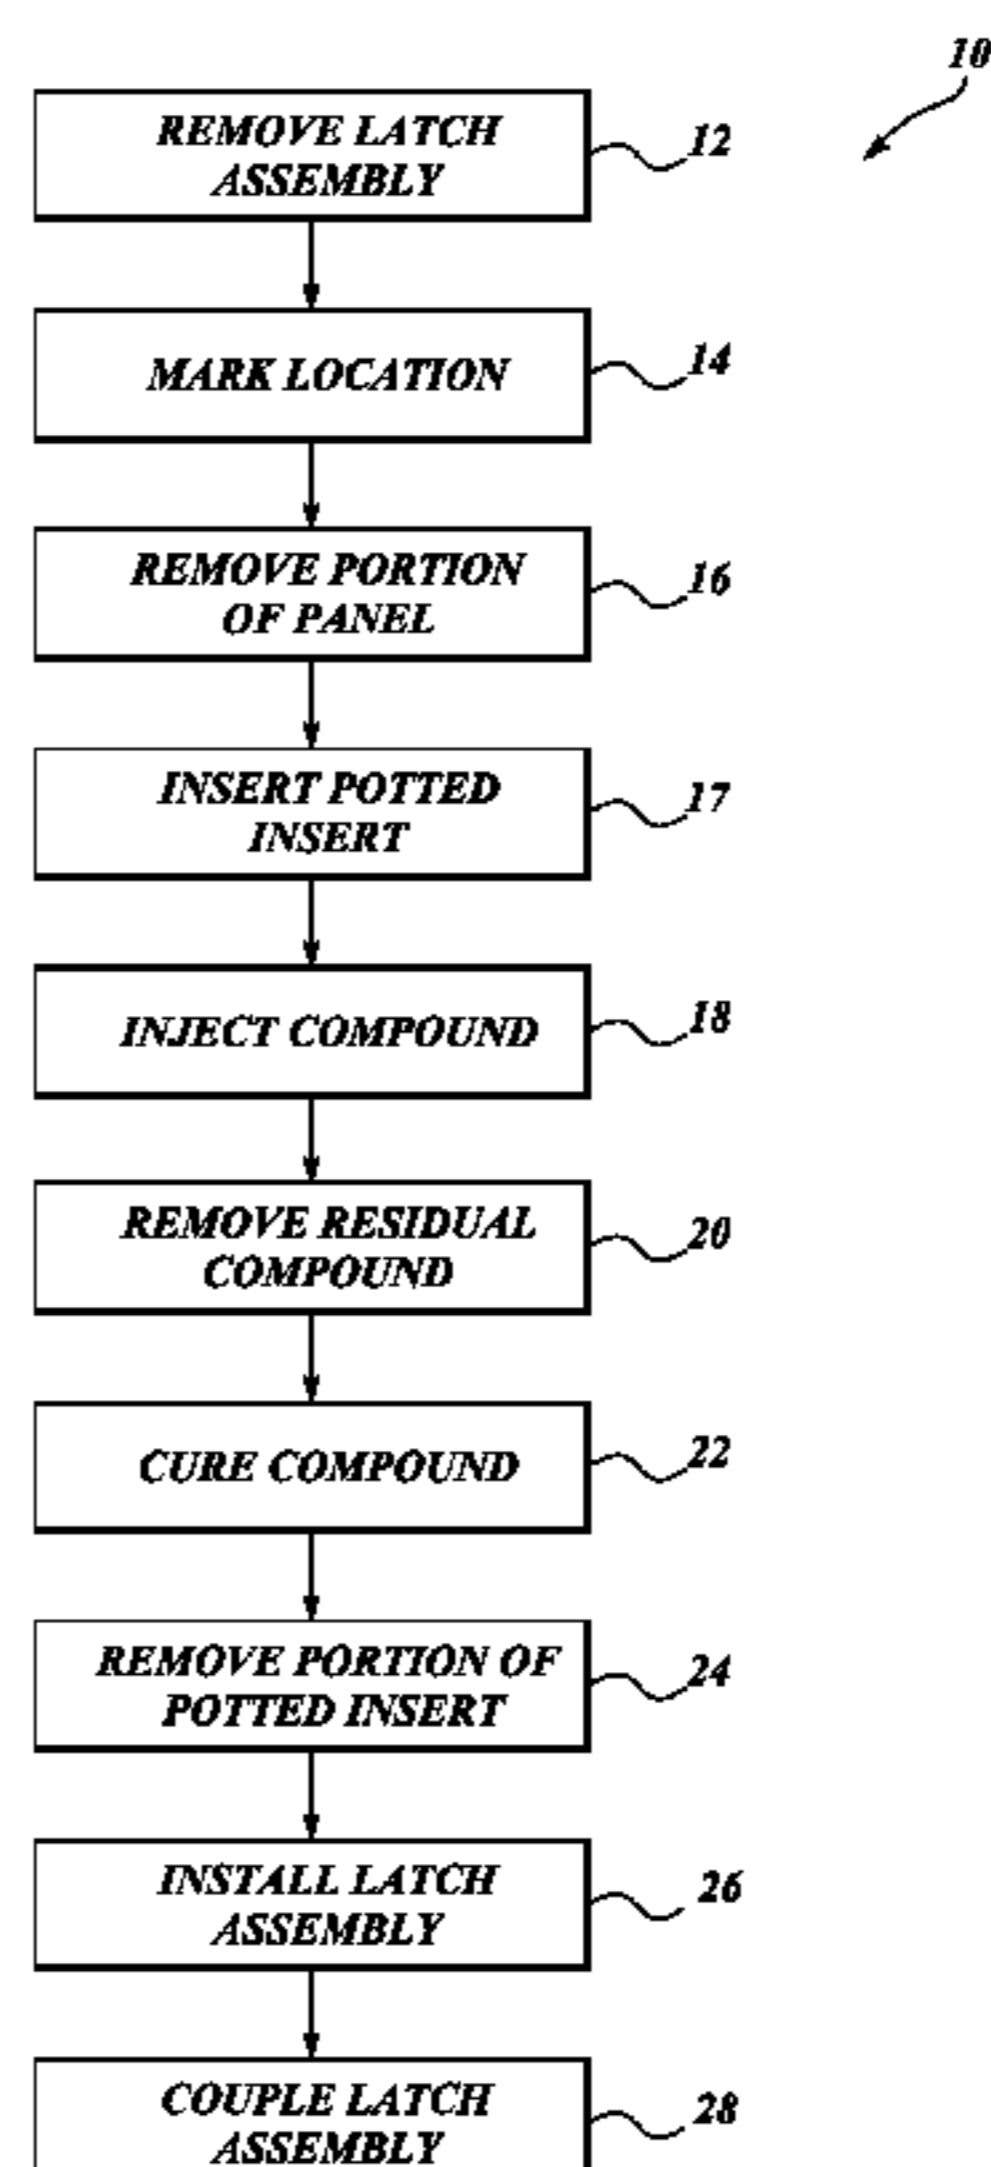 10
REMOVE LATCH
ASSEMBLY
12
MARK LOCATION
14
REMOVE PORTION
OF PANEL
16
INSERT POTTED
INSERT
17
INJECT COMPOUND
18
REMOVE RESIDUAL
COMPOUND
20
CURE COMPOUND
22
REMOVE PORTION OF
POTTED INSERT
24
INSTALL LATCH
ASSEMBLY
26
COUPLE LATCH
ASSEMBLY
28